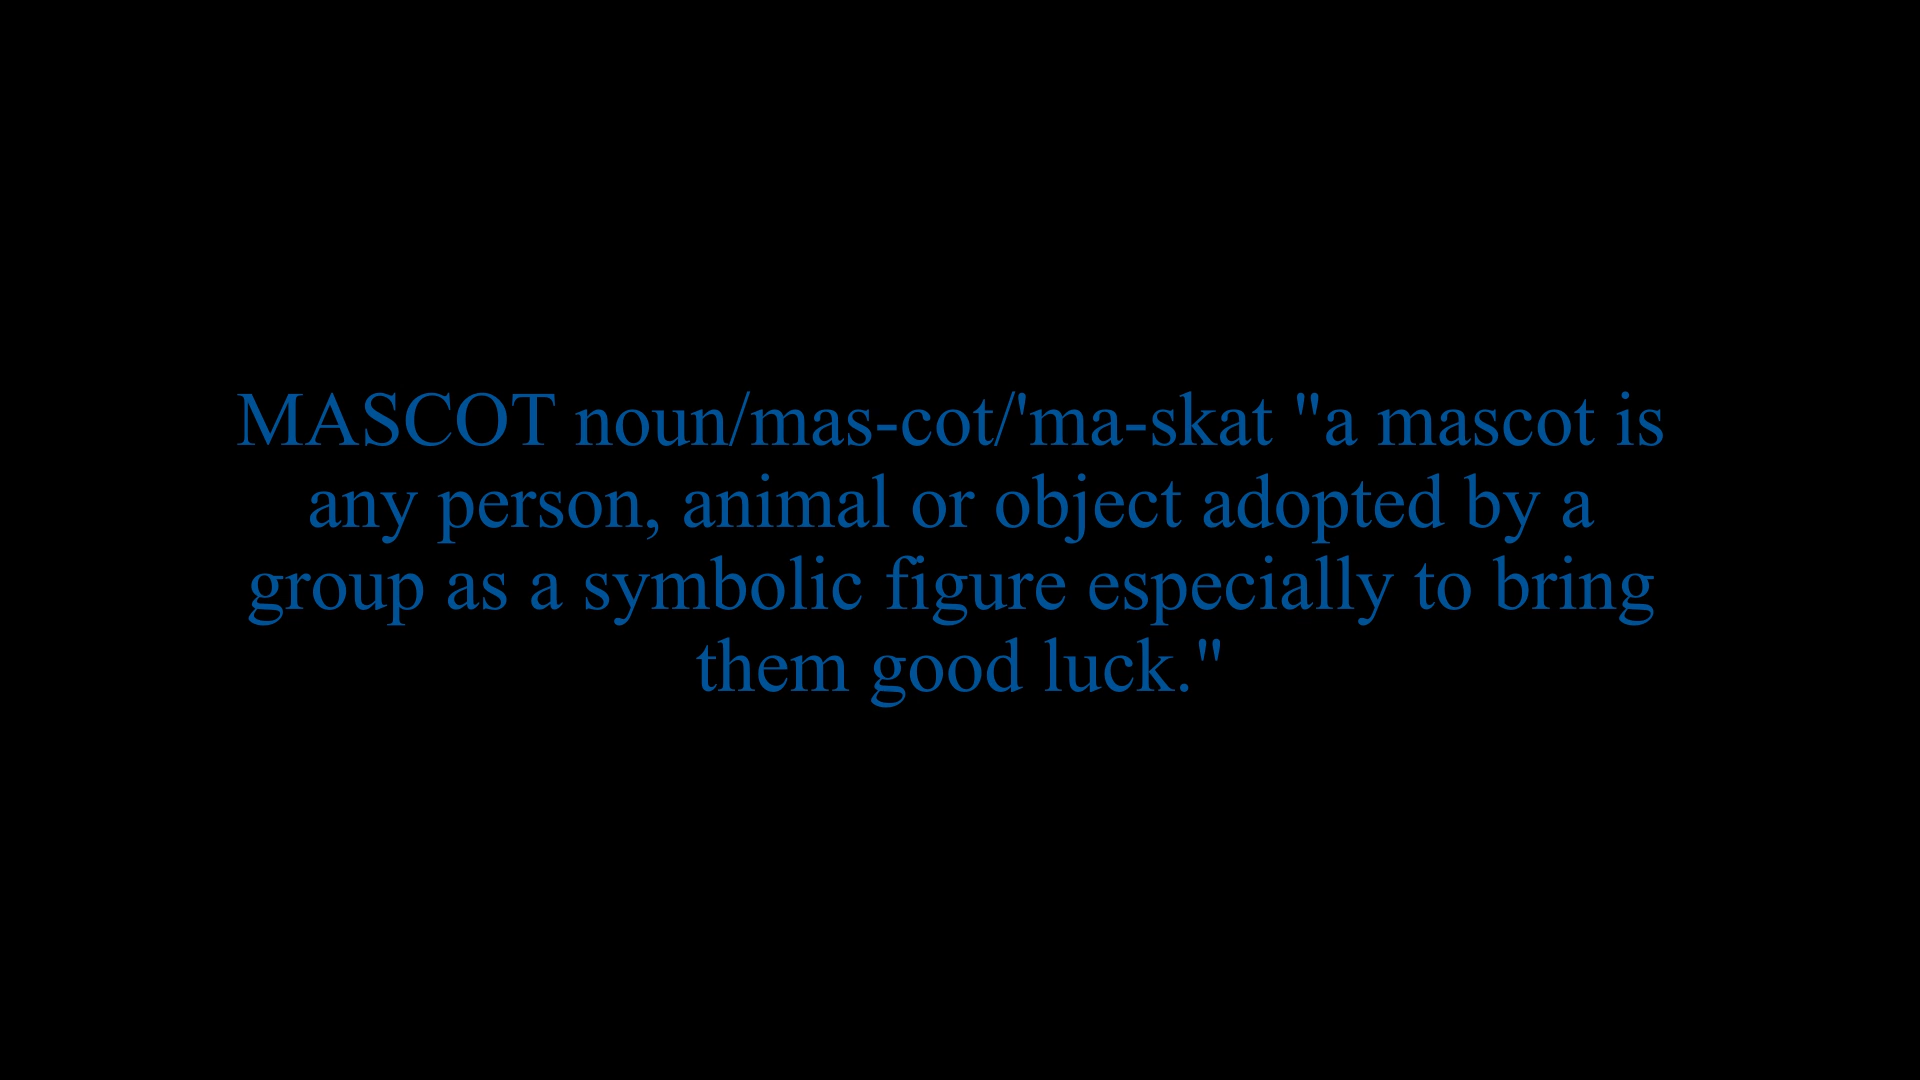 MASCOT noun/mas-cot/'ma-skat "a mascot is
any person, animal or object adopted by a
group as a symbolic figure especially to bring
them good luck."